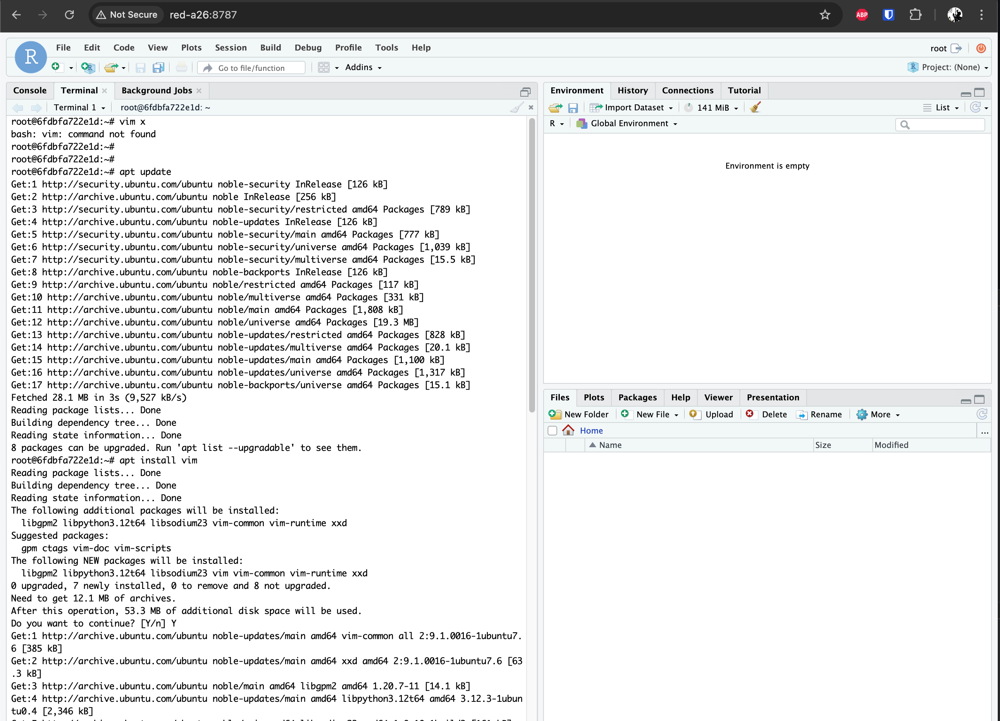 Not Secure red-a26:8787
ABP
R
File Edit Code View Plots Session Build Debug Profile Tools Help
root
Go to file/function
Addins
R Project: (None)
Console Terminal Background Jobs
Terminal 1 root@6fdbfa722e1d: ~
root@6fdbfa722e1d:~# vim x
bash: vim: command not found
root@6fdbfa722e1d:~#
root@6fdbfa722e1d:~#
root@6fdbfa722e1d:~# apt update
Get:1 http://security.ubuntu.com/ubuntu noble-security InRelease [126 kB]
Get:2 http://archive.ubuntu.com/ubuntu noble InRelease [256 kB]
Get:3 http://security.ubuntu.com/ubuntu noble-security/restricted amd64 Packages [789 kB]
Get:4 http://archive.ubuntu.com/ubuntu noble-updates InRelease [126 kB]
Get:5 http://security.ubuntu.com/ubuntu noble-security/main amd64 Packages [777 kB]
Get:6 http://security.ubuntu.com/ubuntu noble-security/universe amd64 Packages [1,039 kB]
Get:7 http://security.ubuntu.com/ubuntu noble-security/multiverse amd64 Packages [15.5 kB]
Get:8 http://archive.ubuntu.com/ubuntu noble-backports InRelease [126 kB]
Get:9 http://archive.ubuntu.com/ubuntu noble/restricted amd64 Packages [117 kB]
Get:10 http://archive.ubuntu.com/ubuntu noble/multiverse amd64 Packages [331 kB]
Get:11 http://archive.ubuntu.com/ubuntu noble/main amd64 Packages [1,808 kB]
Get:12 http://archive.ubuntu.com/ubuntu noble/universe amd64 Packages [19.3 MB]
Get:13 http://archive.ubuntu.com/ubuntu noble-updates/restricted amd64 Packages [828 kB]
Get:14 http://archive.ubuntu.com/ubuntu noble-updates/multiverse amd64 Packages [20.1 kB]
Get:15 http://archive.ubuntu.com/ubuntu noble-updates/main amd64 Packages [1,100 kB]
Get:16 http://archive.ubuntu.com/ubuntu noble-updates/universe amd64 Packages [1,317 kB]
Get:17 http://archive.ubuntu.com/ubuntu noble-backports/universe amd64 Packages [15.1 kB]
Fetched 28.1 MB in 3s (9,527 kB/s)
Reading package lists... Done
Building dependency tree... Done
Reading state information... Done
8 packages can be upgraded. Run 'apt list --upgradable' to see them.
root@6fdbfa722e1d:~# apt install vim
Reading package lists... Done
Building dependency tree... Done
Reading state information... Done
The following additional packages will be installed:
libgpm2 libpython3.12t64 libsodium23 vim-common vim-runtime xxd
Suggested packages:
gpm ctags vim-doc vim-scripts
The following NEW packages will be installed:
libgpm2 libpython3.12t64 libsodium23 vim vim-common vim-runtime xxd
0 upgraded, 7 newly installed, 0 to remove and 8 not upgraded.
Need to get 12.1 MB of archives.
After this operation, 53.3 MB of additional disk space will be used.
Do you want to continue? [Y/n] Y
Get:1 http://archive.ubuntu.com/ubuntu noble-updates/main amd64 vim-common all 2:9.1.0016-1ubuntu7.
6 [385 kB]
Get:2 http://archive.ubuntu.com/ubuntu noble-updates/main amd64 xxd amd64 2:9.1.0016-1ubuntu7.6 [63
.3 kB]
Get:3 http://archive.ubuntu.com/ubuntu noble/main amd64 libgpm2 amd64 1.20.7-11 [14.1 kB]
Get:4 http://archive.ubuntu.com/ubuntu noble-updates/main amd64 libpython3.12t64 amd64 3.12.3-1ubun
tu0.4 [2,346 kB]
Environment History Connections Tutorial
Import Dataset 141 MiB List
R Global Environment
Environment is empty
Files Plots Packages Help Viewer Presentation
New Folder New File Upload Delete Rename More
Home ...
Name Size Modified